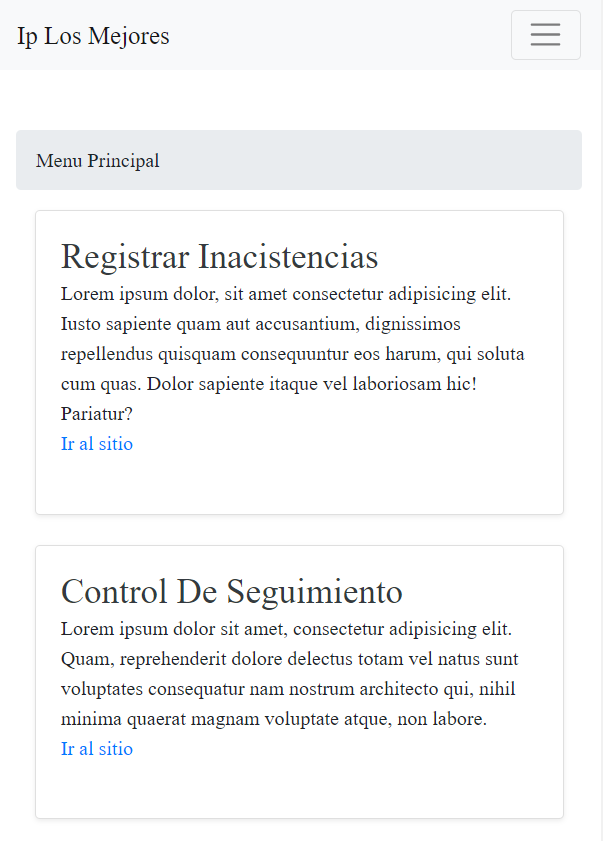 Ip Los Mejores
Menu Principal
Registrar Inacistencias
Lorem ipsum dolor, sit amet consectetur adipisicing elit.
Iusto sapiente quam aut accusantium, dignissimos
repellendus quisquam consequuntur eos harum, qui soluta
cum quas. Dolor sapiente itaque vel laboriosam hic!
Pariatur?
Ir al sitio
Control De Seguimiento
Lorem ipsum dolor sit amet, consectetur adipisicing elit.
Quam, reprehenderit dolore delectus totam vel natus sunt
voluptates consequatur nam nostrum architecto qui, nihil
minima quaerat magnam voluptate atque, non labore.
Ir al sitio